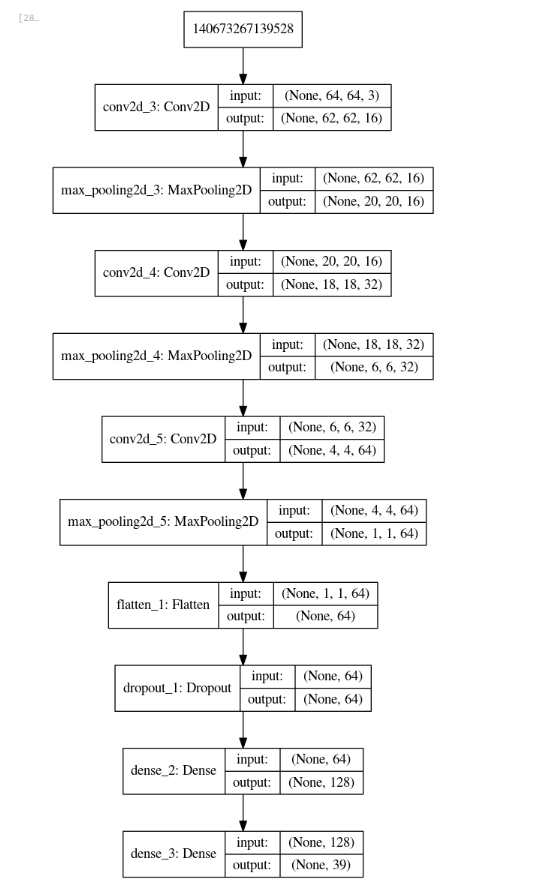 [28...
140673267139528
conv2d_3: Conv2D
input: (None, 64, 64, 3)
output: (None, 62, 62, 16)
max_pooling2d_3: MaxPooling2D
input: (None, 62, 62, 16)
output: (None, 20, 20, 16)
conv2d_4: Conv2D
input: (None, 20, 20, 16)
output: (None, 18, 18, 32)
max_pooling2d_4: MaxPooling2D
input: (None, 18, 18, 32)
output: (None, 6, 6, 32)
conv2d_5: Conv2D
input: (None, 6, 6, 32)
output: (None, 4, 4, 64)
max_pooling2d_5: MaxPooling2D
input: (None, 4, 4, 64)
output: (None, 1, 1, 64)
flatten_1: Flatten
input: (None, 1, 1, 64)
output: (None, 64)
dropout_1: Dropout
input: (None, 64)
output: (None, 64)
dense_2: Dense
input: (None, 64)
output: (None, 128)
dense_3: Dense
input: (None, 128)
output: (None, 39)